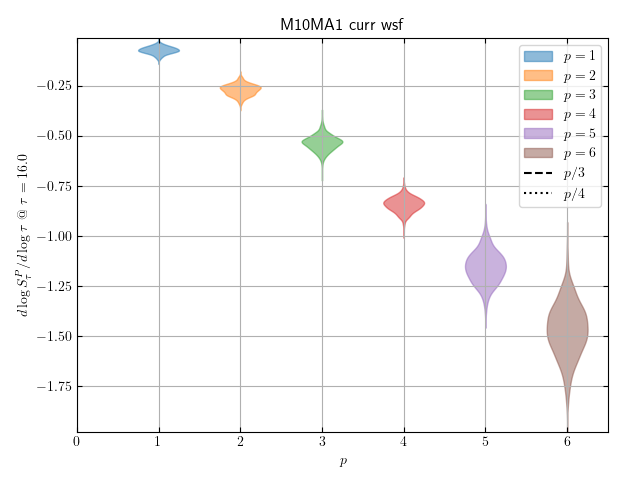 M10MA1 curr wsf
d log S_τ^P / d log τ @ τ = 16.0
−0.25
−0.50
−0.75
−1.00
−1.25
−1.50
−1.75
0 1 2 3 4 5 6
p
p = 1
p = 2
p = 3
p = 4
p = 5
p = 6
p/3
p/4